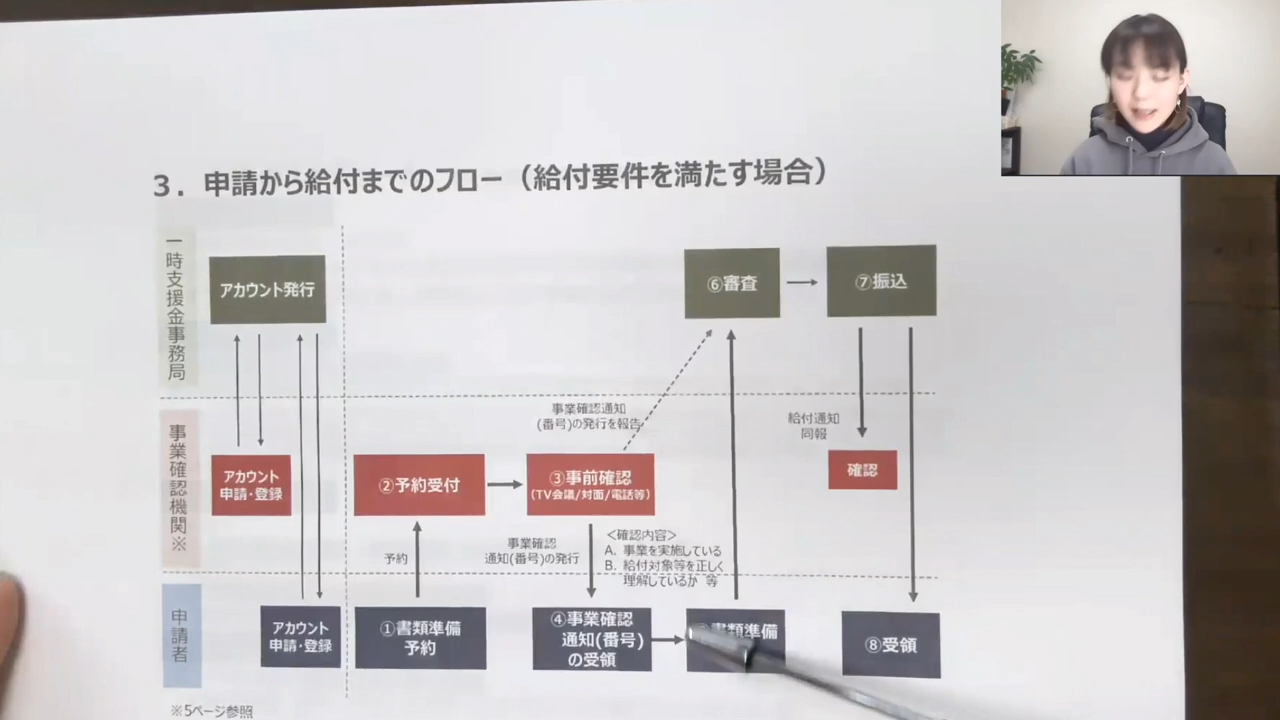 3. 申請から給付までのフロー（給付要件を満たす場合）
一時支援金事務局
アカウント発行
⑥審査
⑦振込
事業確認通知
(番号)の発行を報告
給付通知
同報
事業確認機関※
アカウント
申請・登録
②予約受付
③事前確認
(TV会議/対面/電話等)
確認
予約
事業確認
通知(番号)の発行
＜確認内容＞
A. 事業を実施している
B. 給付対象等を正しく
理解しているか 等
申請者
アカウント
申請・登録
①書類準備
予約
④事業確認
通知(番号)
の受領
書類準備
⑧受領
※5ページ参照